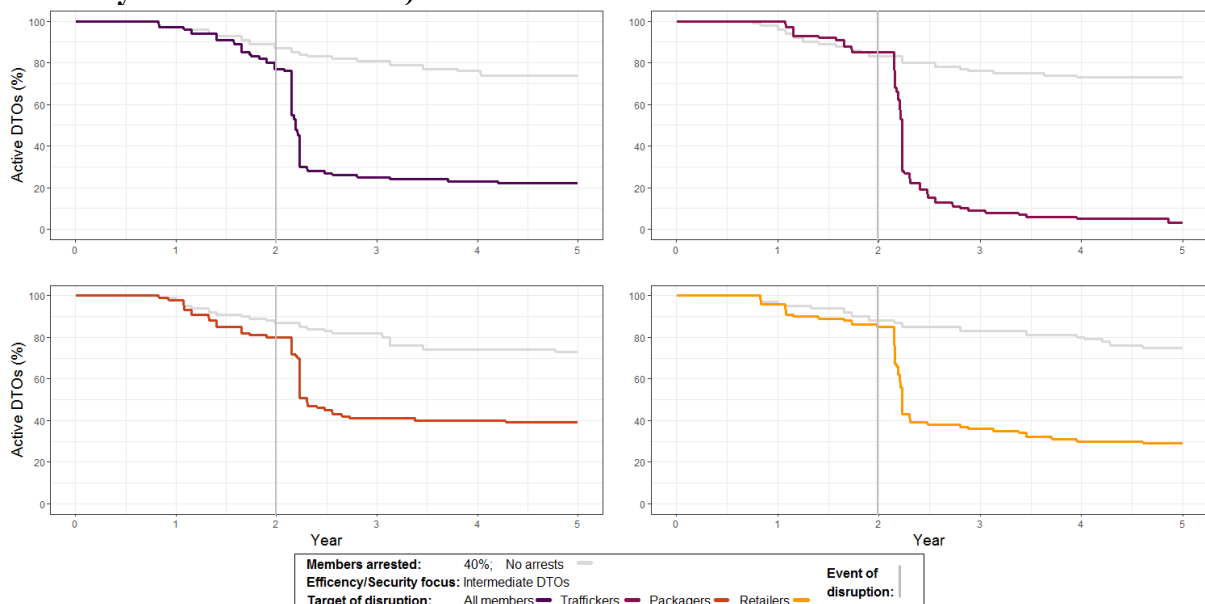 Active DTOs (%)
100
80
60
40
20
0
0 1 2 3 4 5
100
80
60
40
20
0
0 1 2 3 4 5
Active DTOs (%)
100
80
60
40
20
0
0 1 2 3 4 5
Year
100
80
60
40
20
0
0 1 2 3 4 5
Year
Members arrested: 40%; No arrests
Efficency/Security focus: Intermediate DTOs
Target of disruption: All members Traffickers Packagers Retailers
Event of
disruption: